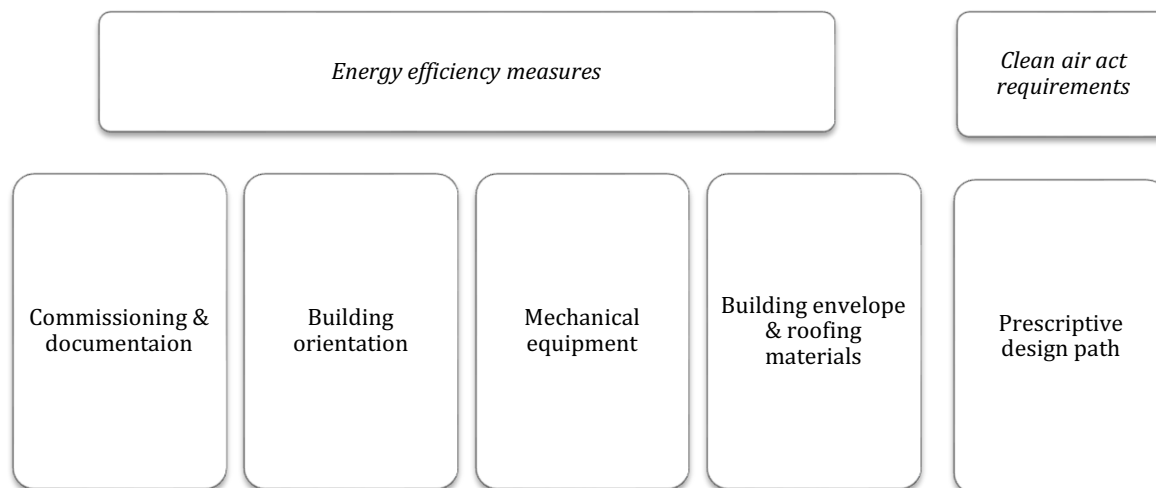 Energy efficiency measures
Clean air act
requirements
Commissioning &
documentaion
Building
orientation
Mechanical
equipment
Building envelope
& roofing
materials
Prescriptive
design path